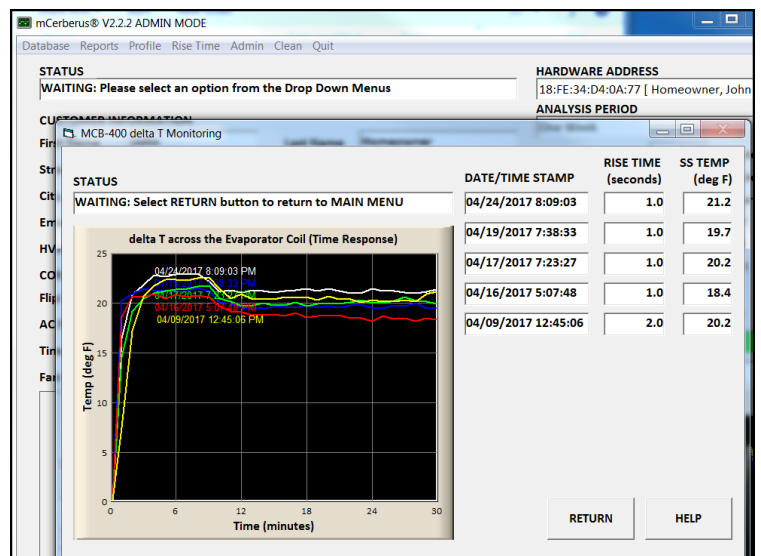 mCerberus® V2.2.2 ADMIN MODE
Database Reports Profile Rise Time Admin Clean Quit
STATUS
WAITING: Please select an option from the Drop Down Menus
HARDWARE ADDRESS
18:FE:34:D4:0A:77 [ Homeowner, John
ANALYSIS PERIOD
One Week
CUSTOMER INFORMATION
MCB-400 delta T Monitoring
Last Name Homeowner
STATUS
WAITING: Select RETURN button to return to MAIN MENU
DATE/TIME STAMP
RISE TIME
(seconds)
SS TEMP
(deg F)
04/24/2017 8:09:03 1.0 21.2
04/19/2017 7:38:33 1.0 19.7
04/17/2017 7:23:27 1.0 20.2
04/16/2017 5:07:48 1.0 18.4
04/09/2017 12:45:06 2.0 20.2
delta T across the Evaporator Coil (Time Response)
04/24/2017 8:09:03 PM
04/09/2017 12:45:06 PM
Temp (deg F)
25
20
15
10
5
0
0 6 12 18 24 30
Time (minutes)
RETURN HELP